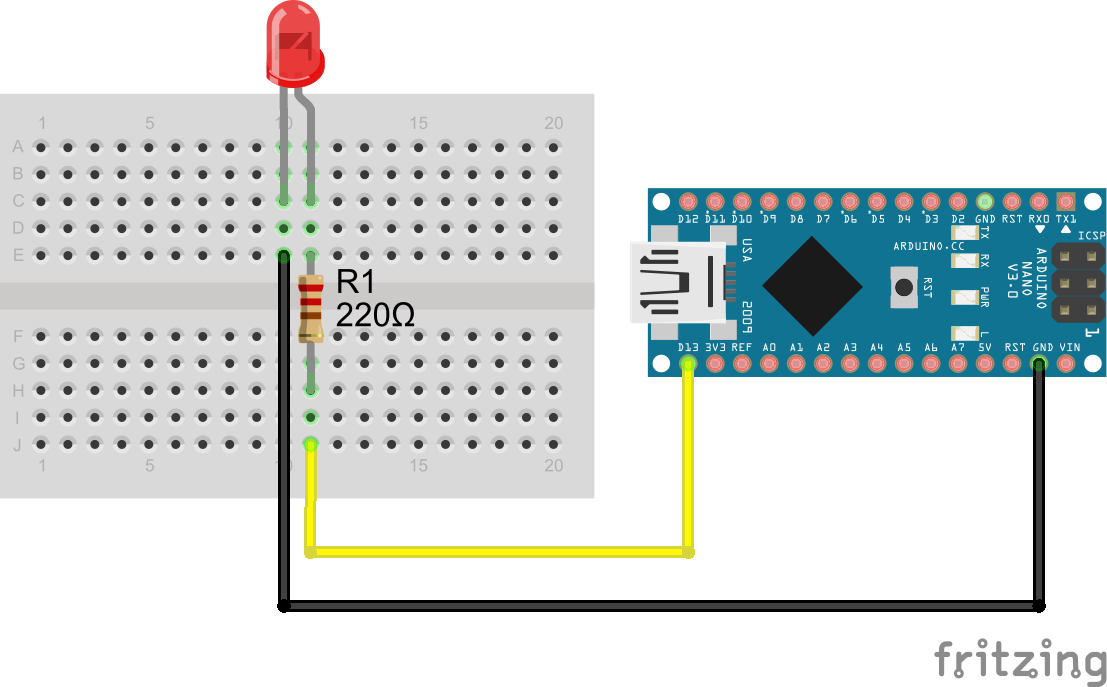 1 5 10 15 20
A
B
C
D
E
F
G
H
I
J
1 5 10 15 20
R1
220Ω
D12 D11 D10 D9 D8 D7 D6 D5 D4 D3 D2 GND RST RX0 TX1
USA
2009
ARDUINO.CC
RST
TX
RX
PWR
L
ICSP
ARDUINO
NANO
V3.0
1
D13 3V3 REF A0 A1 A2 A3 A4 A5 A6 A7 5V RST GND VIN
fritzing